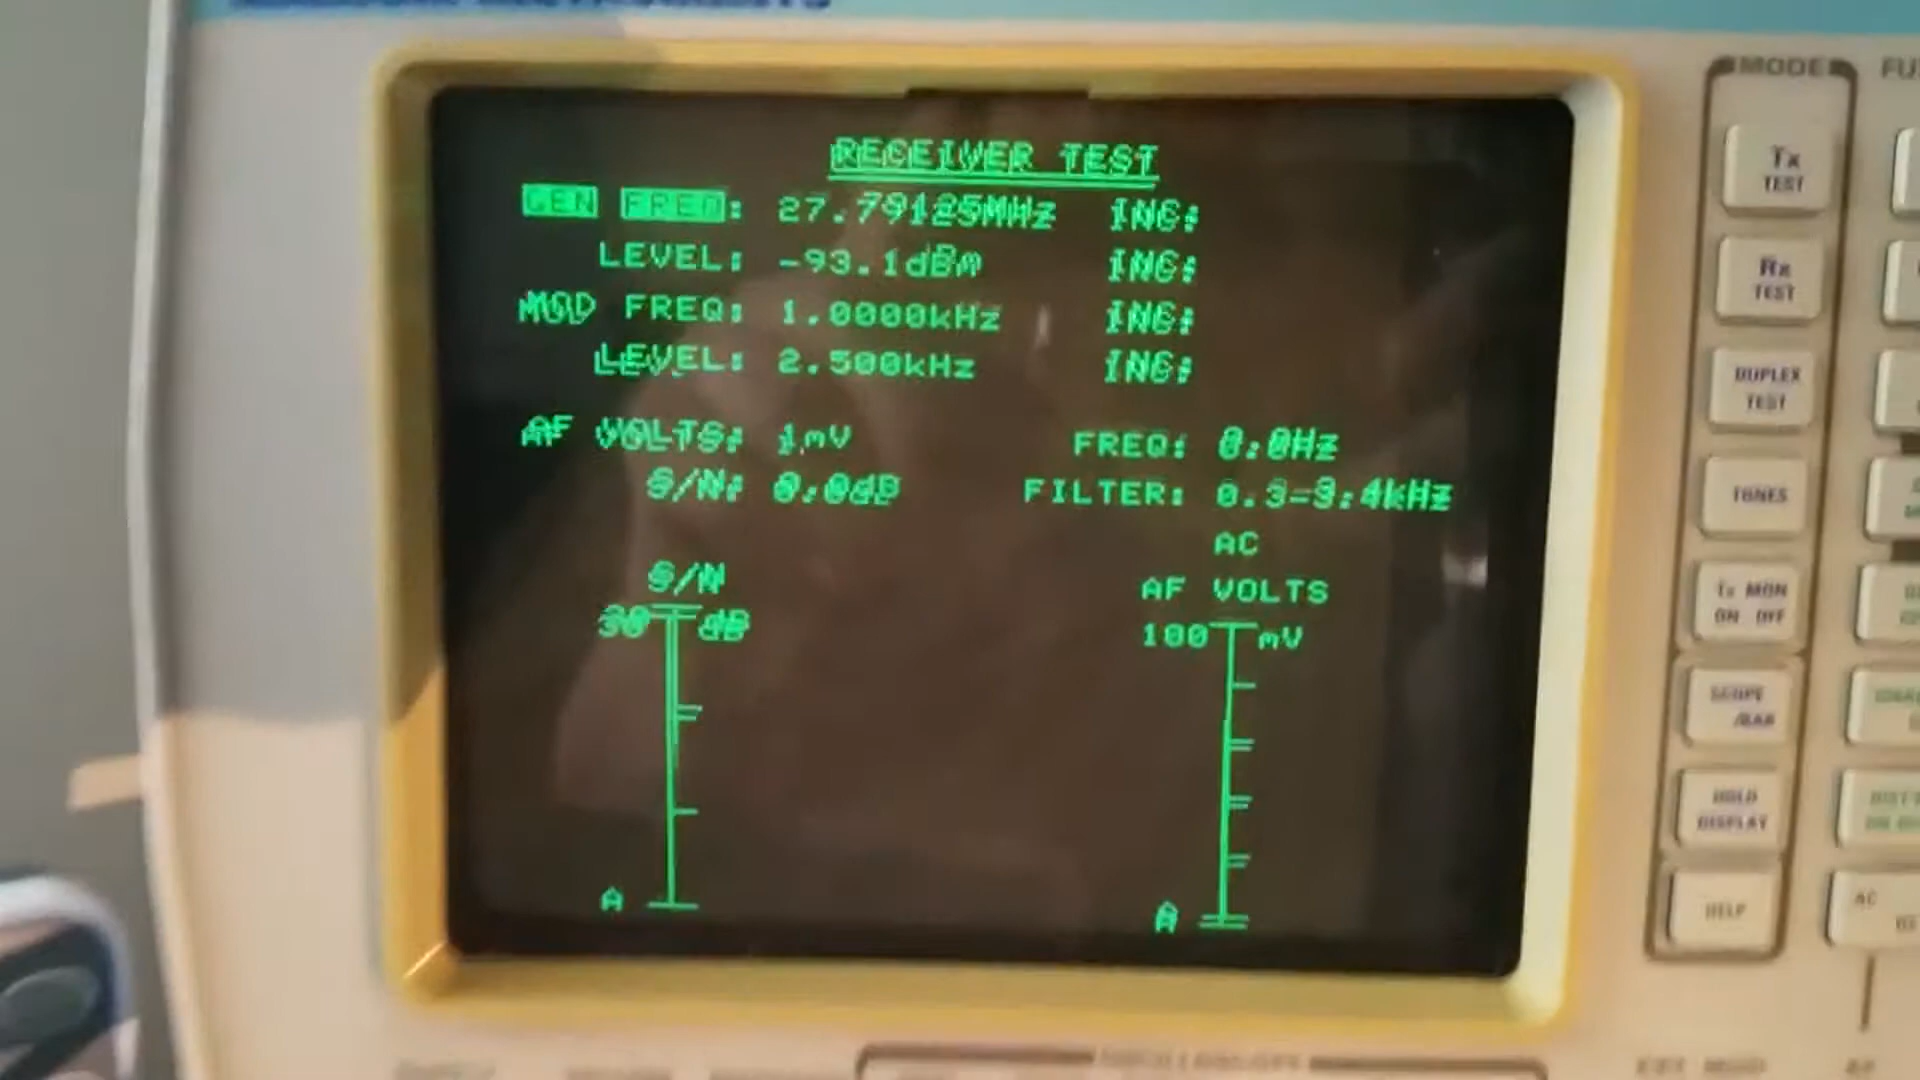 RECEIVER TEST
GEN FREQ: 27.79125MHz INC:
LEVEL: -93.1dBm INC:
MOD FREQ: 1.0000kHz INC:
LEVEL: 2.500kHz INC:
AF VOLTS: 1mV FREQ: 0.0Hz
S/N: 0.0dB FILTER: 0.3-3.4kHz
AC
S/N AF VOLTS
30 dB 100 mV
A A
MODE
Tx
TEST
Rx
TEST
DUPLEX
TEST
TONES
Tx MON
ON OFF
SCOPE
/BAR
HOLD
DISPLAY
HELP
AC